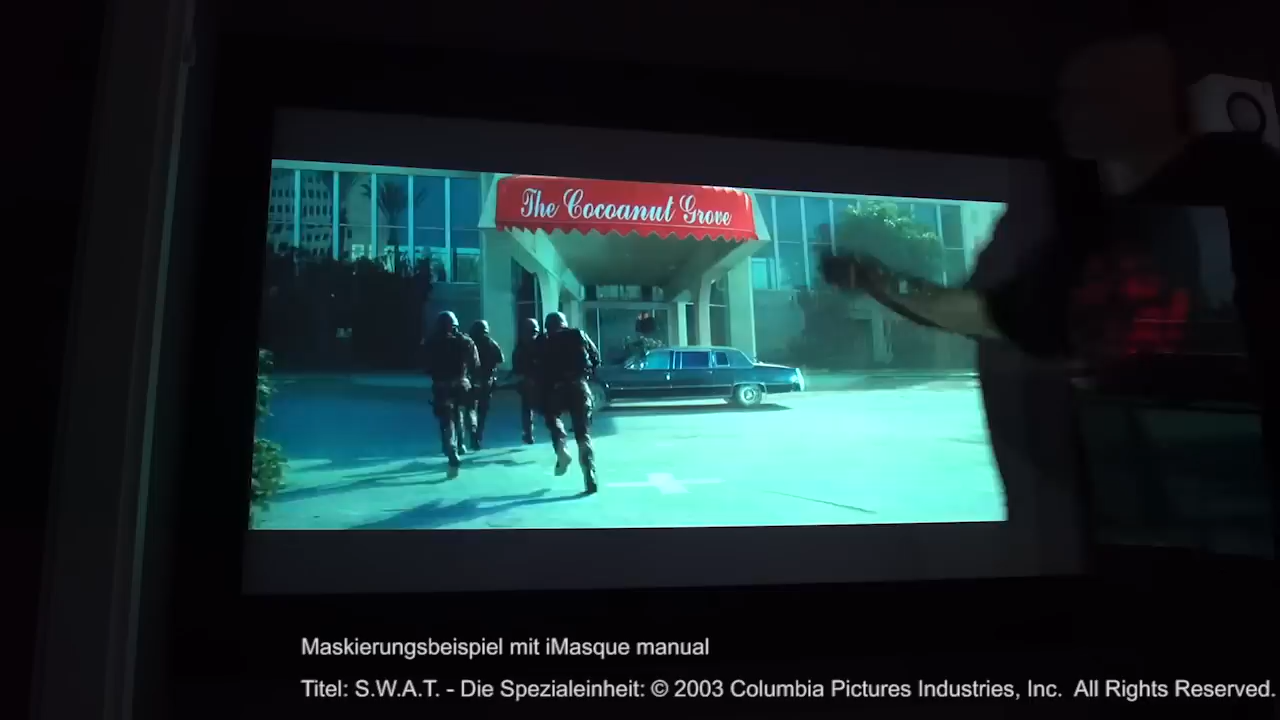 The Cocoanut Grove
Maskierungsbeispiel mit iMasque manual
Titel: S.W.A.T. - Die Spezialeinheit: © 2003 Columbia Pictures Industries, Inc. All Rights Reserved.